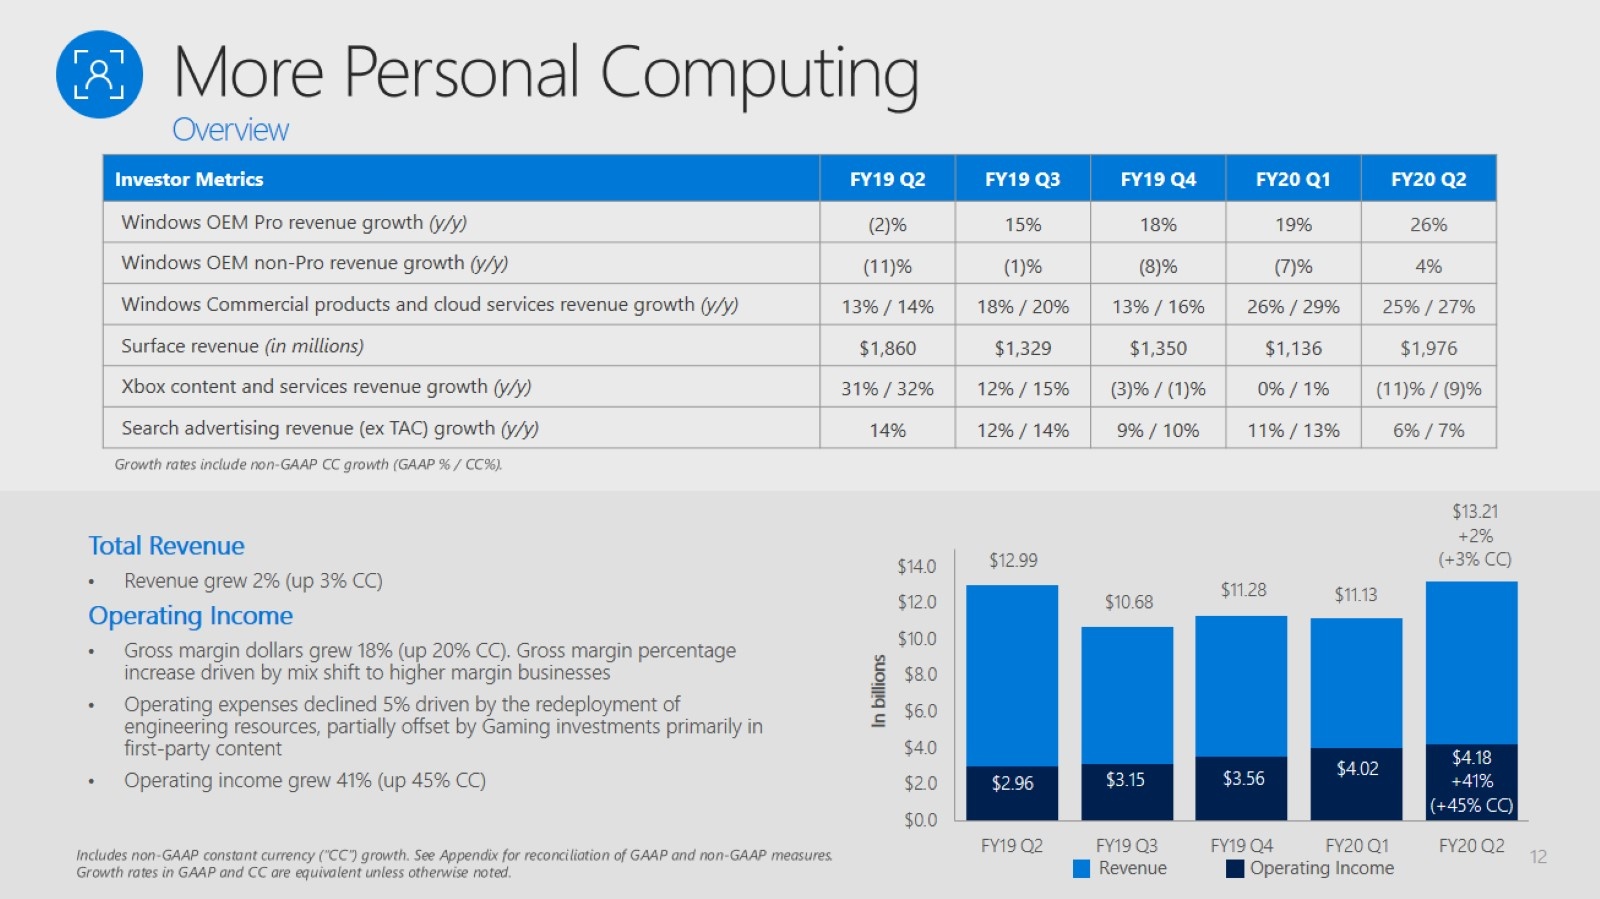 More Personal Computing
Overview
Investor Metrics FY19 Q2 FY19 Q3 FY19 Q4 FY20 Q1 FY20 Q2
Windows OEM Pro revenue growth (y/y) (2)% 15% 18% 19% 26%
Windows OEM non-Pro revenue growth (y/y) (11)% (1)% (8)% (7)% 4%
Windows Commercial products and cloud services revenue growth (y/y) 13% / 14% 18% / 20% 13% / 16% 26% / 29% 25% / 27%
Surface revenue (in millions) $1,860 $1,329 $1,350 $1,136 $1,976
Xbox content and services revenue growth (y/y) 31% / 32% 12% / 15% (3)% / (1)% 0% / 1% (11)% / (9)%
Search advertising revenue (ex TAC) growth (y/y) 14% 12% / 14% 9% / 10% 11% / 13% 6% / 7%
Growth rates include non-GAAP CC growth (GAAP % / CC%).
Total Revenue
• Revenue grew 2% (up 3% CC)
Operating Income
• Gross margin dollars grew 18% (up 20% CC). Gross margin percentage
increase driven by mix shift to higher margin businesses
• Operating expenses declined 5% driven by the redeployment of
engineering resources, partially offset by Gaming investments primarily in
first-party content
• Operating income grew 41% (up 45% CC)
In billions
$14.0
$12.0
$10.0
$8.0
$6.0
$4.0
$2.0
$0.0
$12.99
$10.68
$11.28
$11.13
$13.21
+2%
(+3% CC)
$2.96
$3.15
$3.56
$4.02
$4.18
+41%
(+45% CC)
FY19 Q2 FY19 Q3 FY19 Q4 FY20 Q1 FY20 Q2
Revenue Operating Income
Includes non-GAAP constant currency ("CC") growth. See Appendix for reconciliation of GAAP and non-GAAP measures.
Growth rates in GAAP and CC are equivalent unless otherwise noted.
12